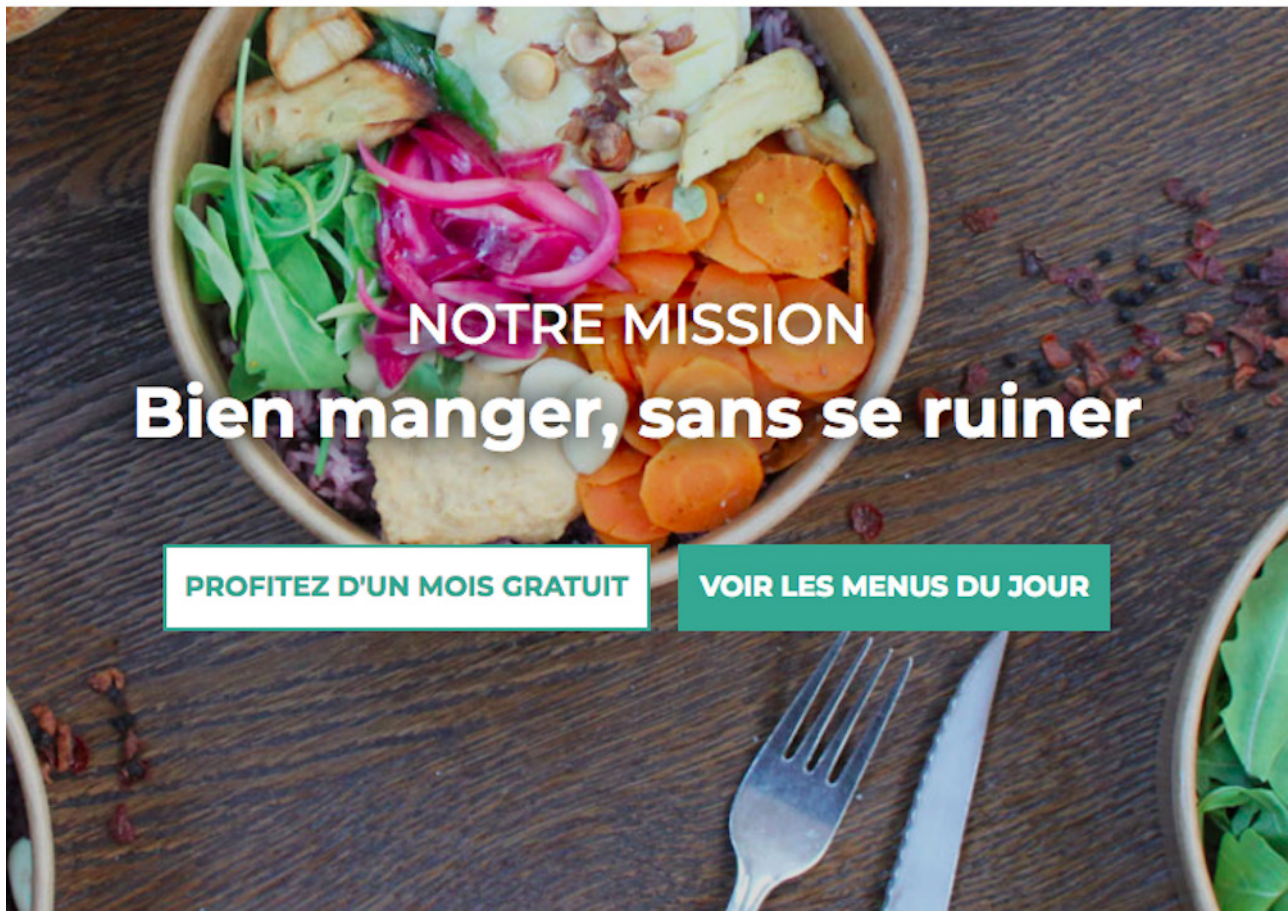 NOTRE MISSION
Bien manger, sans se ruiner
PROFITEZ D'UN MOIS GRATUIT
VOIR LES MENUS DU JOUR